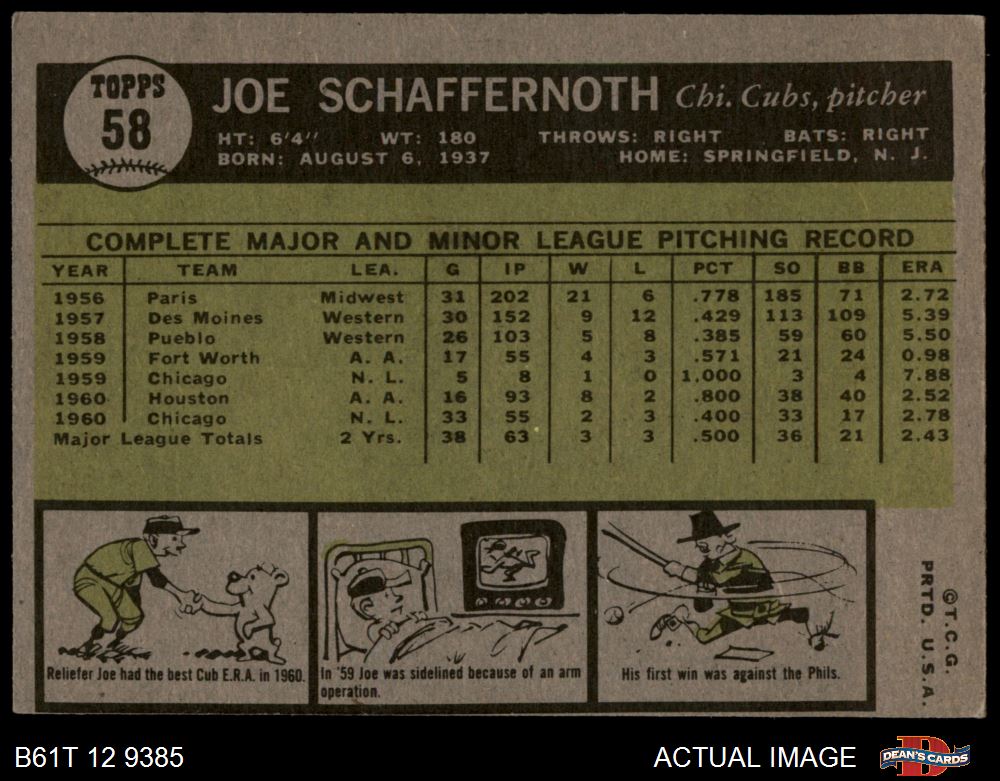 TOPPS
58
JOE SCHAFFERNOTH Chi. Cubs, pitcher
HT: 6'4" WT: 180 THROWS: RIGHT BATS: RIGHT
BORN: AUGUST 6, 1937 HOME: SPRINGFIELD, N. J.
COMPLETE MAJOR AND MINOR LEAGUE PITCHING RECORD
YEAR TEAM LEA. G IP W L PCT SO BB ERA
1956 Paris Midwest 31 202 21 6 .778 185 71 2.72
1957 Des Moines Western 30 152 9 12 .429 113 109 5.39
1958 Pueblo Western 26 103 5 8 .385 59 60 5.50
1959 Fort Worth A. A. 17 55 4 3 .571 21 24 0.98
1959 Chicago N. L. 5 8 1 0 1.000 3 4 7.88
1960 Houston A. A. 16 93 8 2 .800 38 40 2.52
1960 Chicago N. L. 33 55 2 3 .400 33 17 2.78
Major League Totals 2 Yrs. 38 63 3 3 .500 36 21 2.43
Reliefer Joe had the best Cub E.R.A. in 1960.
In '59 Joe was sidelined because of an arm
operation.
His first win was against the Phils.
©T.C.G.
PRTD. U.S.A.
B61T 12 9385
ACTUAL IMAGE
DEAN'S CARDS